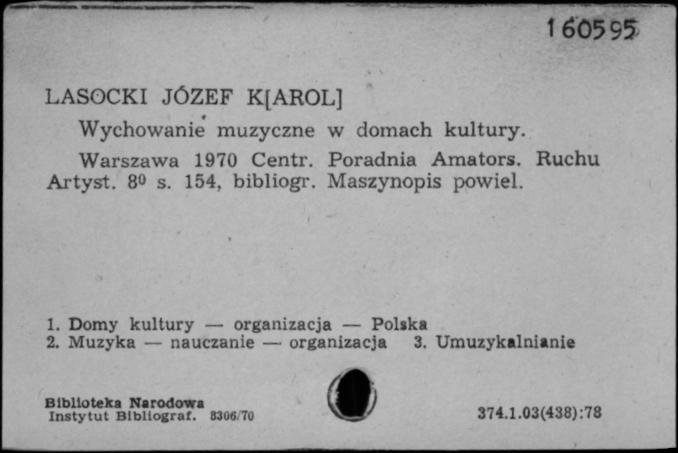 160595
LASOCKI JÓZEF K[AROL]
Wychowanie muzyczne w domach kultury.
Warszawa 1970 Centr. Poradnia Amators. Ruchu
Artyst. 8⁰ s. 154, bibliogr. Maszynopis powiel.
1. Domy kultury — organizacja — Polska
2. Muzyka — nauczanie — organizacja 3. Umuzykalnianie
Biblioteka Narodowa
Instytut Bibliograf. 8306/70
374.1.03(438):78